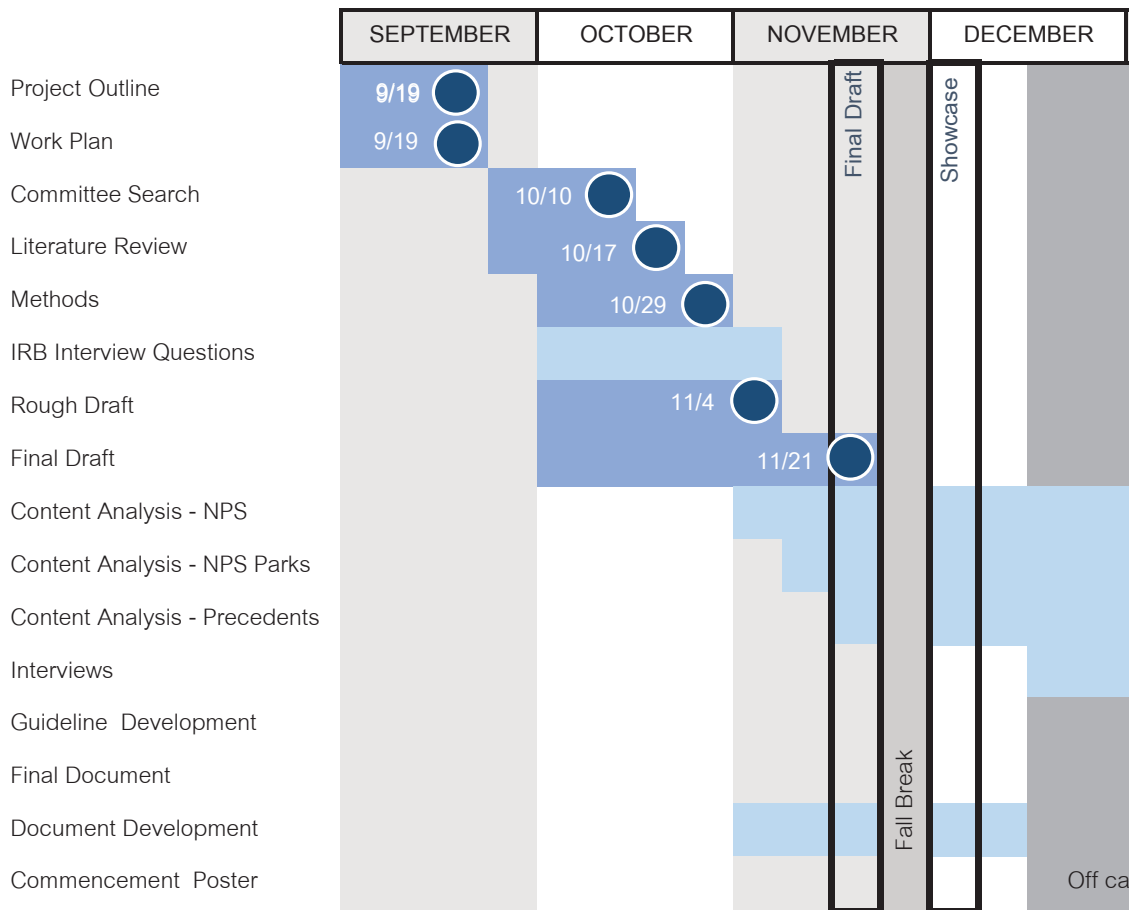 SEPTEMBER OCTOBER NOVEMBER DECEMBER
Project Outline 9/19
Work Plan 9/19
Committee Search 10/10
Literature Review 10/17
Methods 10/29
IRB Interview Questions
Rough Draft 11/4
Final Draft 11/21
Content Analysis - NPS
Content Analysis - NPS Parks
Content Analysis - Precedents
Interviews
Guideline Development
Final Document
Document Development
Commencement Poster
Final Draft
Fall Break
Showcase
Off ca